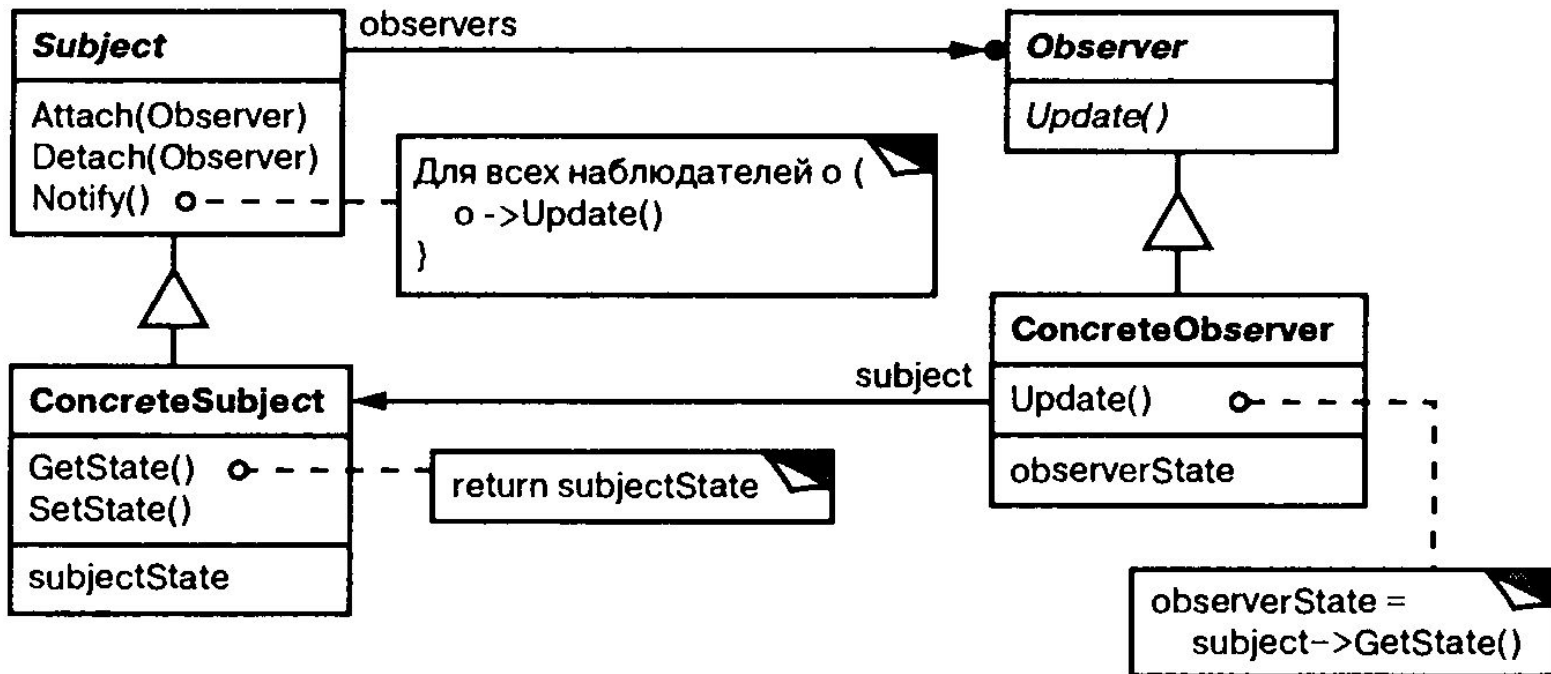 Subject
Attach(Observer)
Detach(Observer)
Notify()
observers
Observer
Update()
Для всех наблюдателей o (
o ->Update()
}
ConcreteSubject
GetState()
SetState()
subjectState
return subjectState
subject
ConcreteObserver
Update()
observerState
observerState =
subject->GetState()